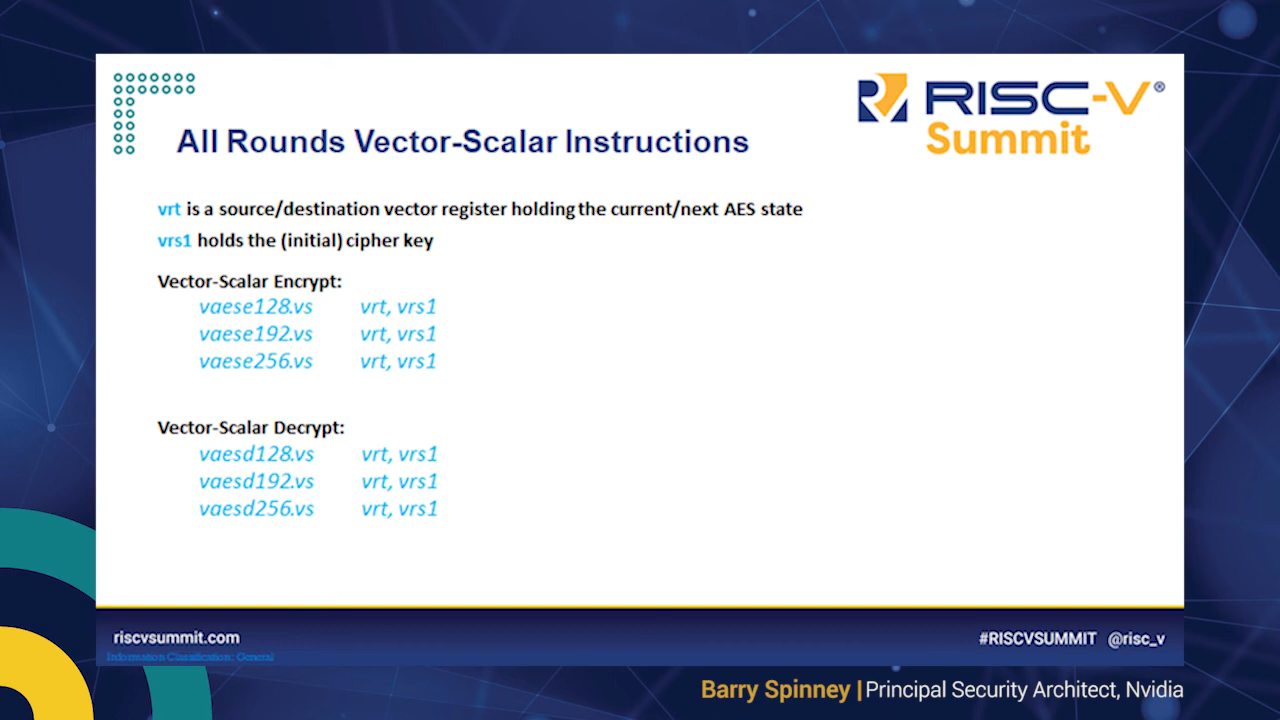 RISC-V®
Summit
All Rounds Vector-Scalar Instructions
vrt is a source/destination vector register holding the current/next AES state
vrs1 holds the (initial) cipher key
Vector-Scalar Encrypt:
vaese128.vs vrt, vrs1
vaese192.vs vrt, vrs1
vaese256.vs vrt, vrs1
Vector-Scalar Decrypt:
vaesd128.vs vrt, vrs1
vaesd192.vs vrt, vrs1
vaesd256.vs vrt, vrs1
riscvsummit.com #RISCVSUMMIT @risc_v
Information Classification: General
Barry Spinney | Principal Security Architect, Nvidia